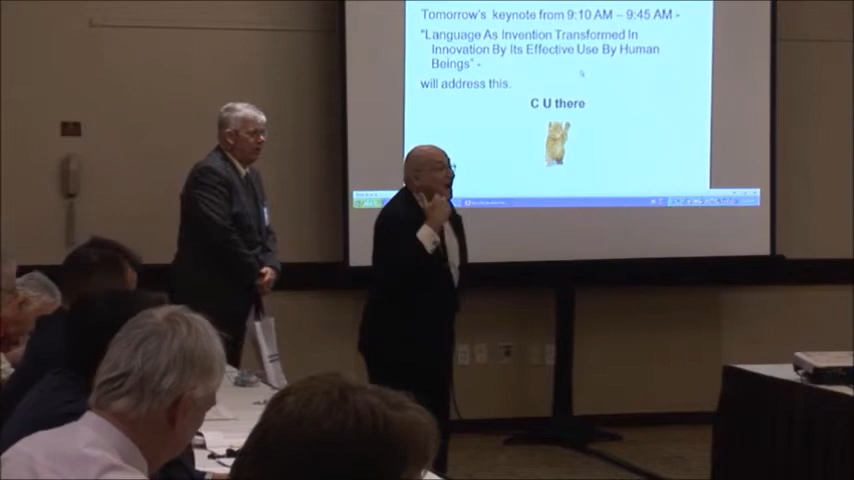 Tomorrow's keynote from 9:10 AM – 9:45 AM -
"Language As Invention Transformed In
Innovation By Its Effective Use By Human
Beings" -
will address this.
C U there